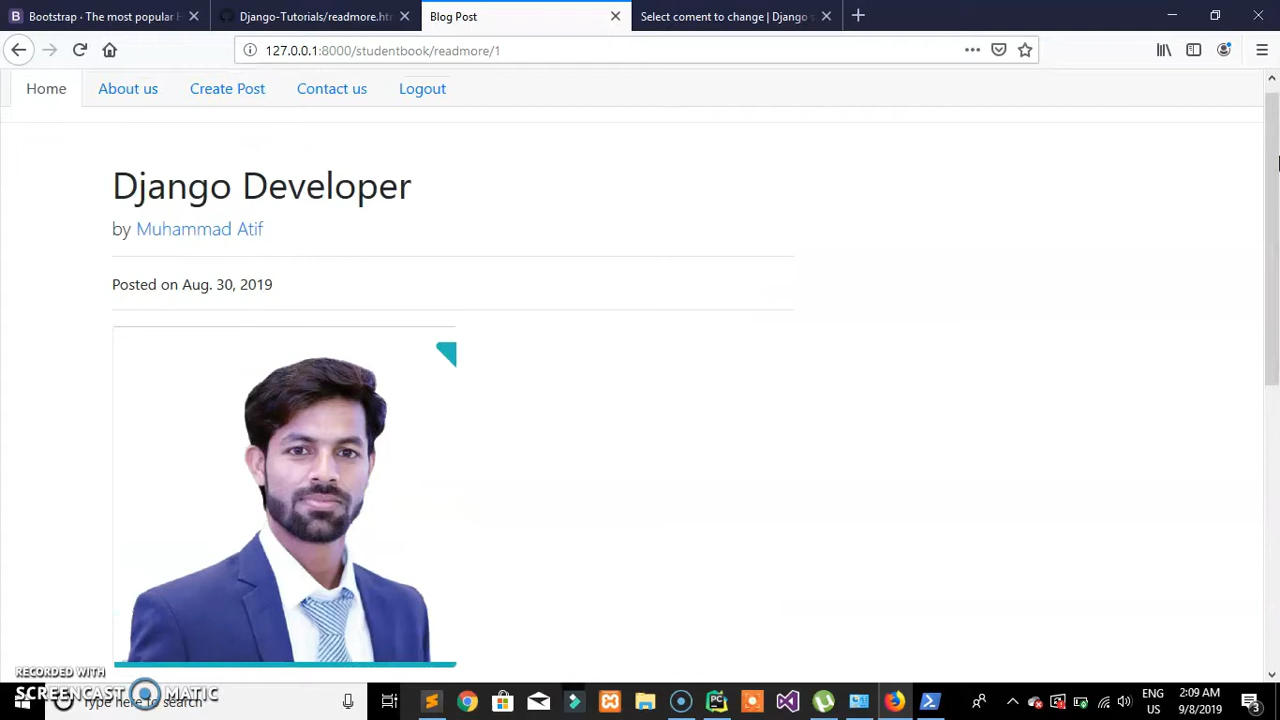 Bootstrap · The most popular H
Django-Tutorials/readmore.htm
Blog Post
Select coment to change | Django s
127.0.0.1:8000/studentbook/readmore/1
Home
About us
Create Post
Contact us
Logout
Django Developer
by Muhammad Atif
Posted on Aug. 30, 2019
RECORDED WITH
SCREENCAST MATIC
Type here to search
ENG
US
2:09 AM
9/8/2019
3